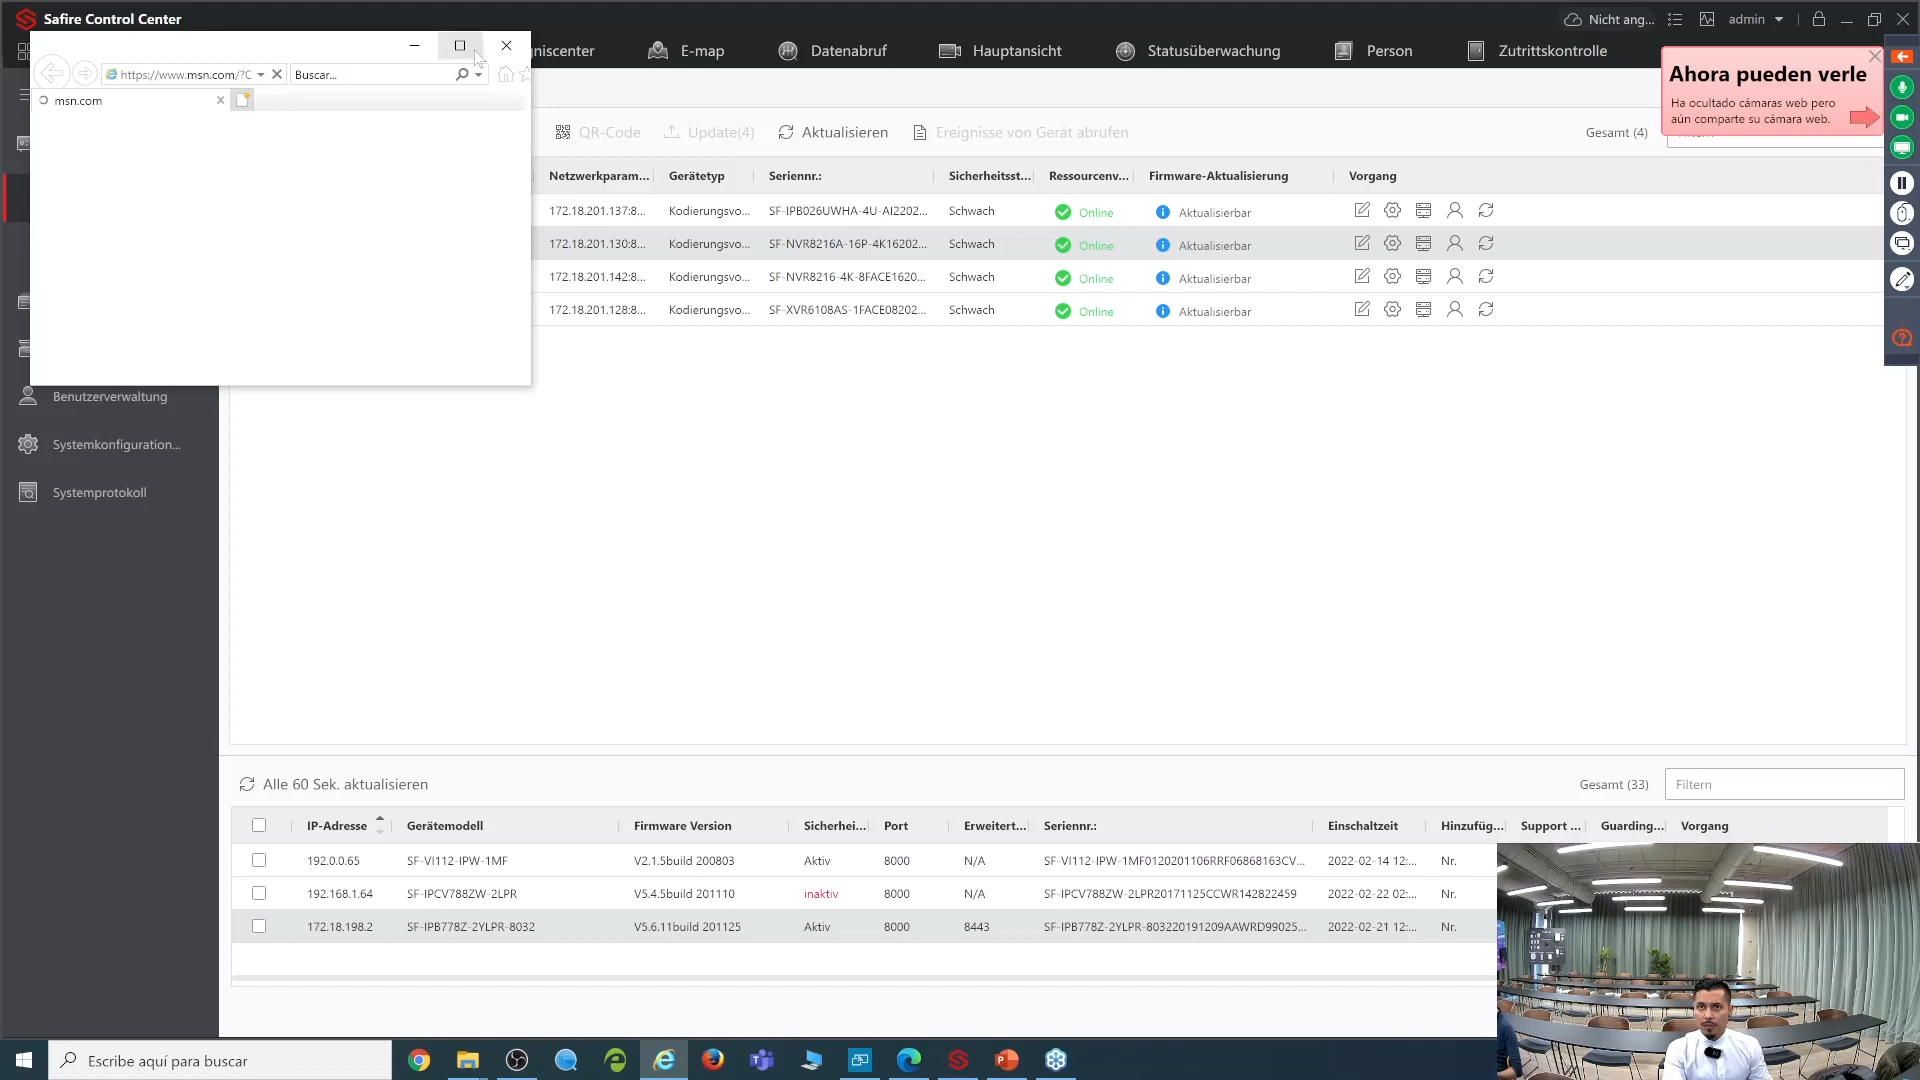 Safire Control Center
Nicht ang...
admin
niscenter
E-map
Datenabruf
Hauptansicht
Statusüberwachung
Person
Zutrittskontrolle
https://www.msn.com/?C
Buscar...
msn.com
Ahora pueden verle
Ha ocultado cámaras web pero
aún comparte su cámara web.
QR-Code
Update(4)
Aktualisieren
Ereignisse von Gerät abrufen
Gesamt (4)
Netzwerkparam... Gerätetyp Seriennr.: Sicherheitsst... Ressourcenv... Firmware-Aktualisierung Vorgang
172.18.201.137:8... Kodierungsvo... SF-IPB026UWHA-4U-AI2202... Schwach Online Aktualisierbar
172.18.201.130:8... Kodierungsvo... SF-NVR8216A-16P-4K16202... Schwach Online Aktualisierbar
172.18.201.142:8... Kodierungsvo... SF-NVR8216-4K-8FACE1620... Schwach Online Aktualisierbar
172.18.201.128:8... Kodierungsvo... SF-XVR6108AS-1FACE08202... Schwach Online Aktualisierbar
Benutzerverwaltung
Systemkonfiguration...
Systemprotokoll
Alle 60 Sek. aktualisieren
Gesamt (33)
Filtern
IP-Adresse Gerätemodell Firmware Version Sicherhei... Port Erweitert... Seriennr.: Einschaltzeit Hinzufüg... Support ... Guarding... Vorgang
192.0.0.65 SF-VI112-IPW-1MF V2.1.5build 200803 Aktiv 8000 N/A SF-VI112-IPW-1MF0120201106RRF06868163CV... 2022-02-14 12:... Nr.
192.168.1.64 SF-IPCV788ZW-2LPR V5.4.5build 201110 inaktiv 8000 N/A SF-IPCV788ZW-2LPR20171125CCWR142822459 2022-02-22 02:... Nr.
172.18.198.2 SF-IPB778Z-2YLPR-8032 V5.6.11build 201125 Aktiv 8000 8443 SF-IPB778Z-2YLPR-803220191209AAWRD99025... 2022-02-21 12:... Nr.
Escribe aquí para buscar